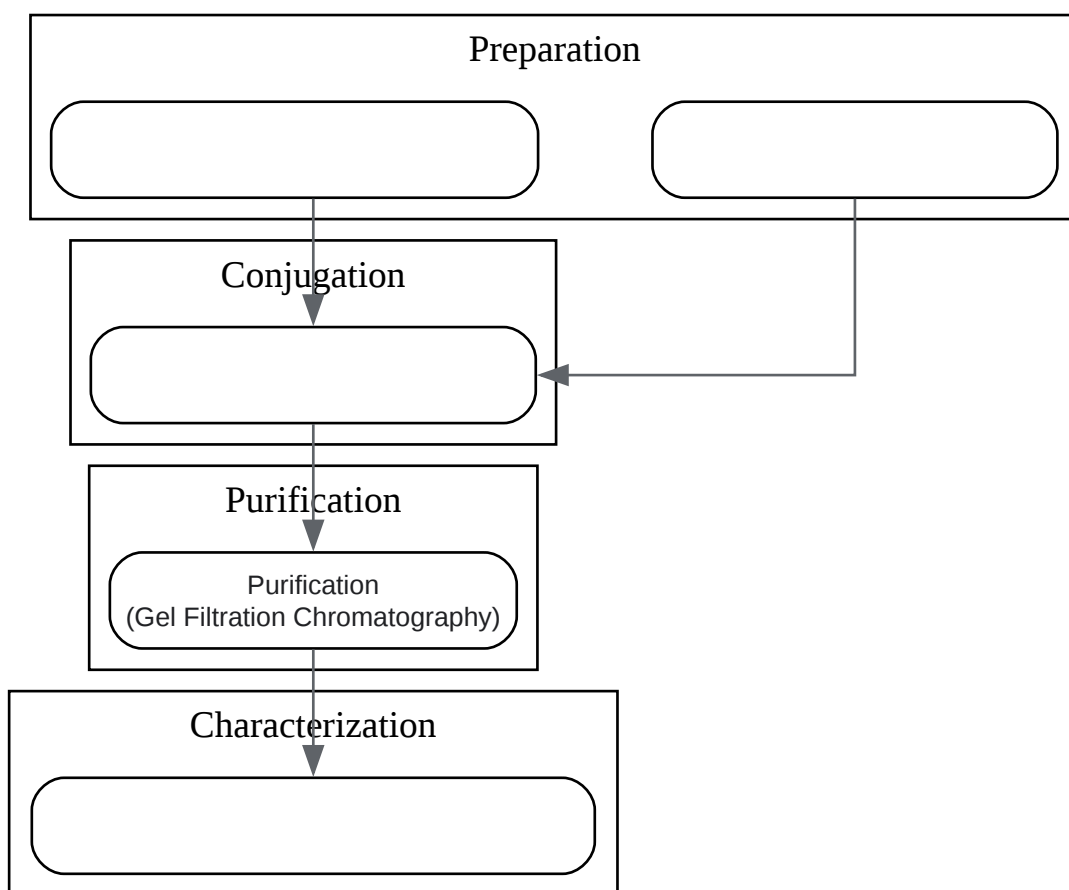 Preparation
Conjugation
Purification
Purification
(Gel Filtration Chromatography)
Characterization